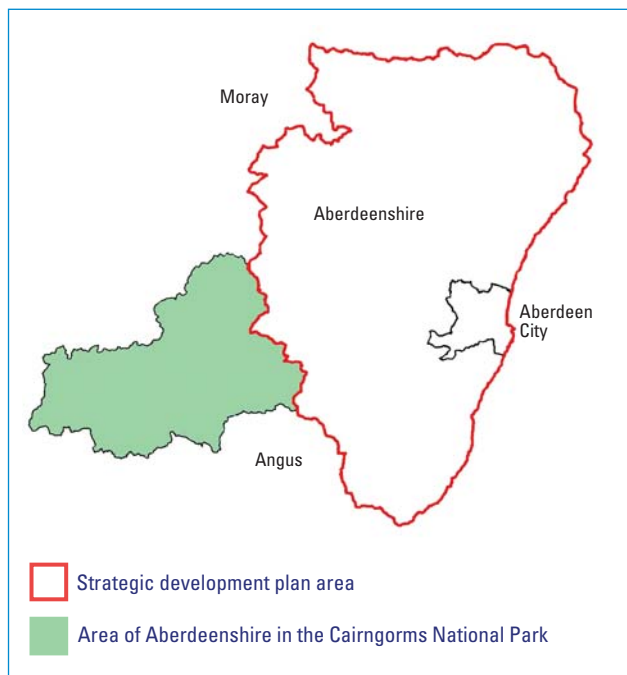 Moray
Aberdeenshire
Aberdeen
City
Angus
Strategic development plan area
Area of Aberdeenshire in the Cairngorms National Park